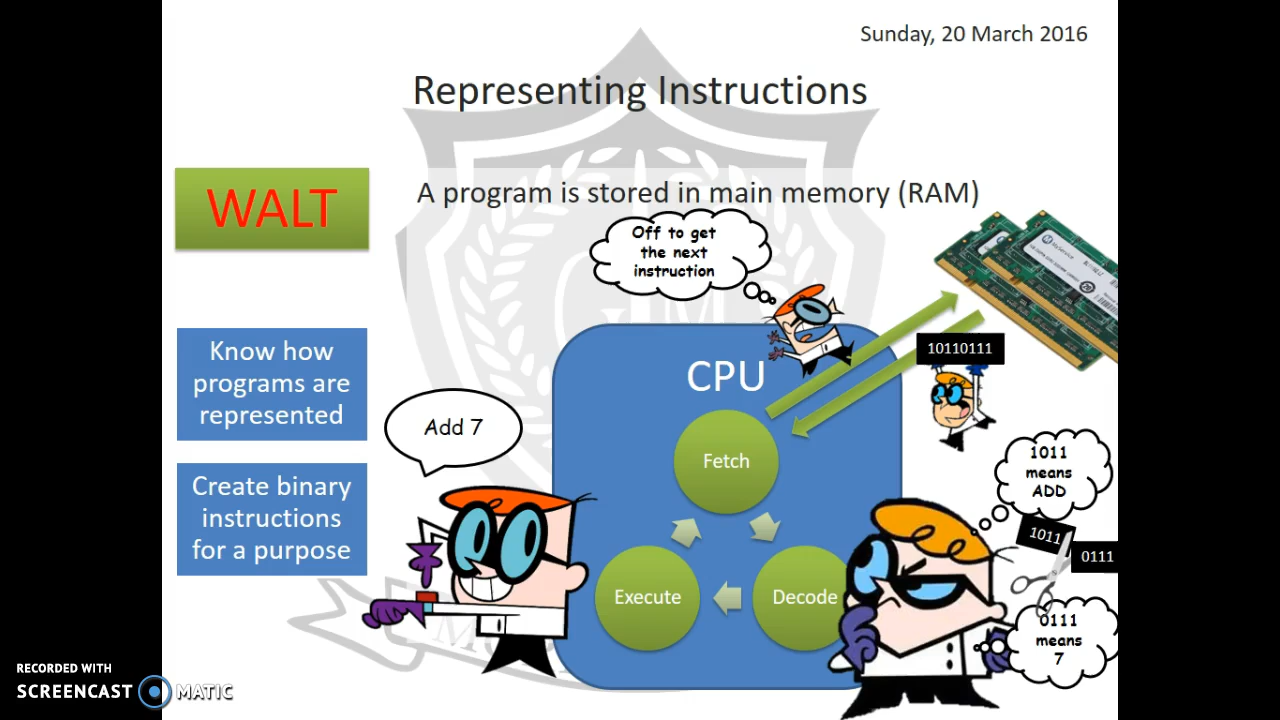 Sunday, 20 March 2016
Representing Instructions
WALT
A program is stored in main memory (RAM)
Off to get
the next
instruction
Know how
programs are
represented
Create binary
instructions
for a purpose
Add 7
CPU
10110111
Fetch
1011
means
ADD
1011
0111
Execute
Decode
0111
means
7
RECORDED WITH
SCREENCAST MATIC